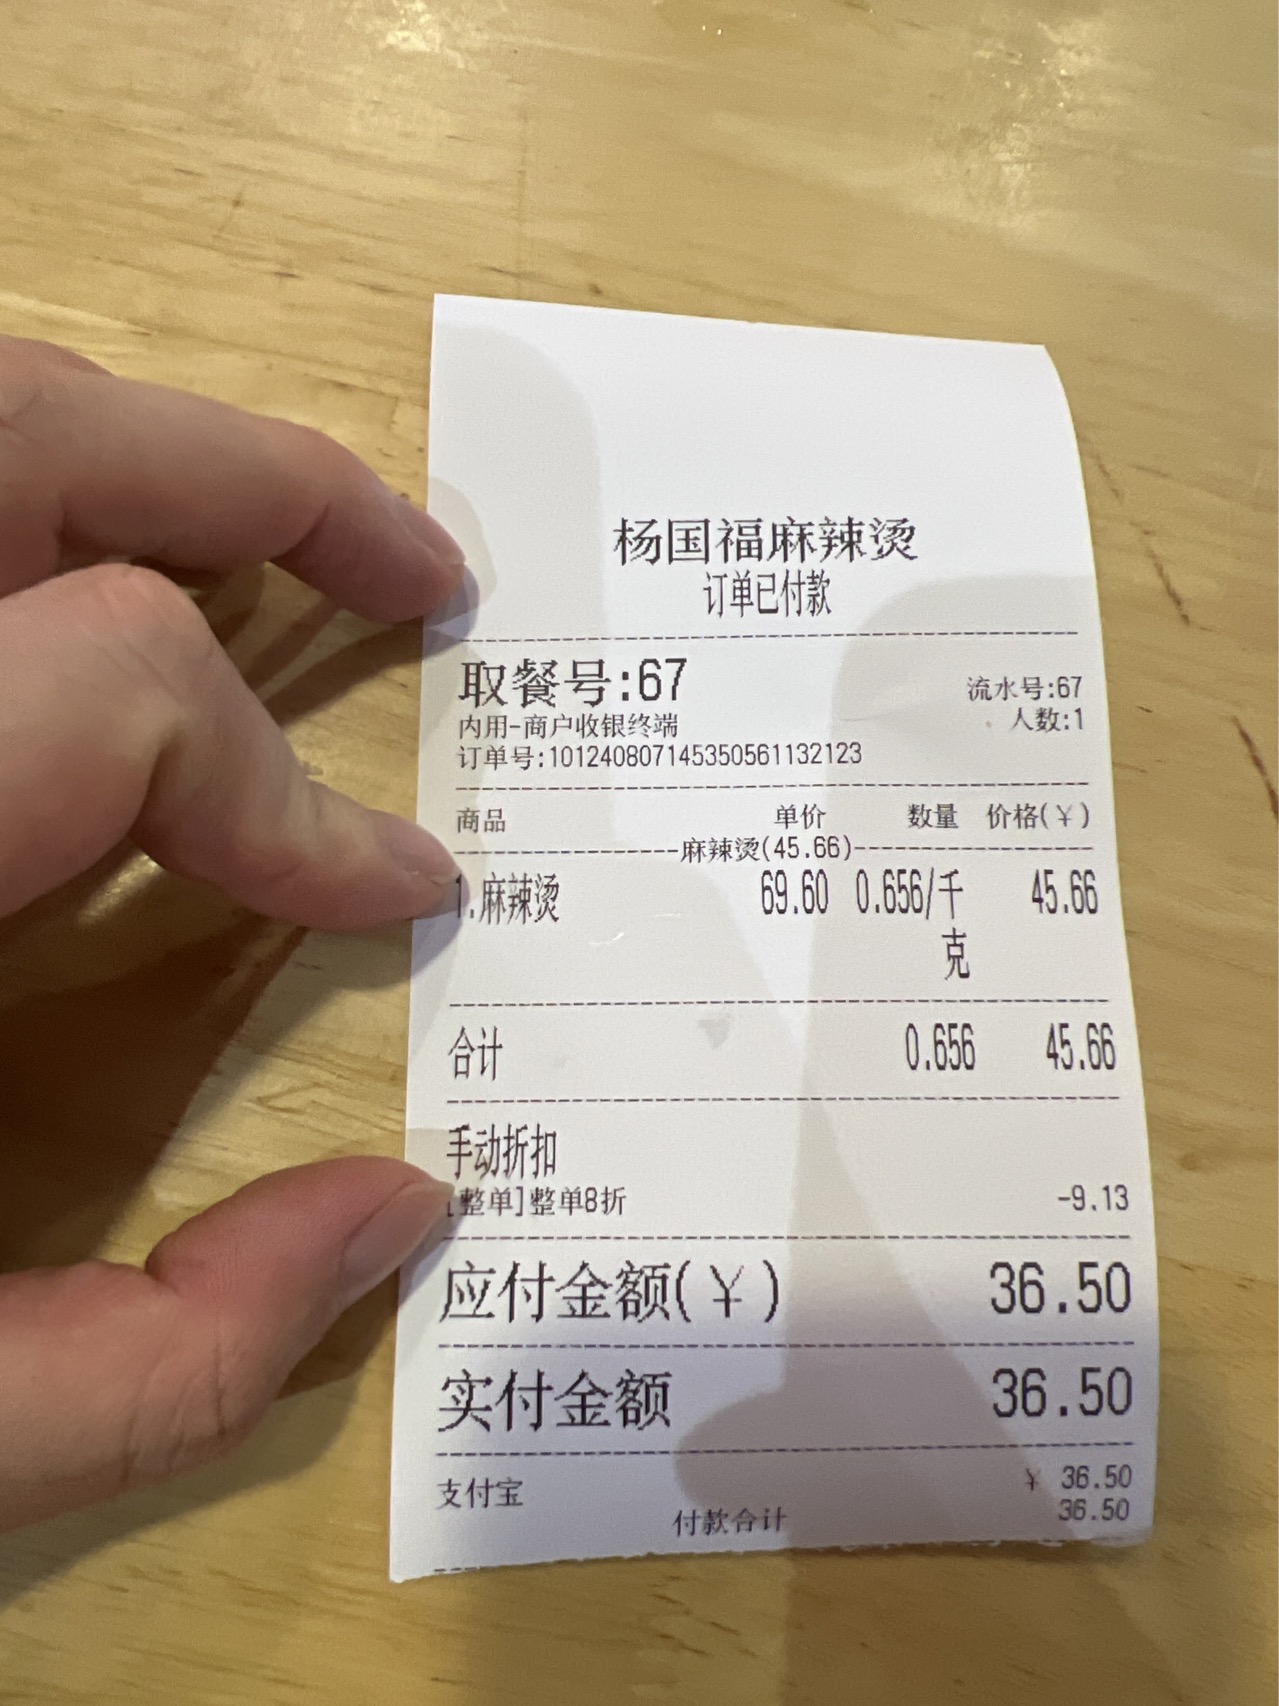 杨国福麻辣烫
订单已付款
取餐号:67 流水号:67
内用-商户收银终端 人数:1
订单号:101240807145350561132123
商品 单价 数量 价格(¥)
麻辣烫(45.66)
1.麻辣烫 69.60 0.656/千克 45.66
合计 0.656 45.66
手动折扣
[整单]整单8折 -9.13
应付金额(¥) 36.50
实付金额 36.50
支付宝 ¥ 36.50
付款合计 36.50